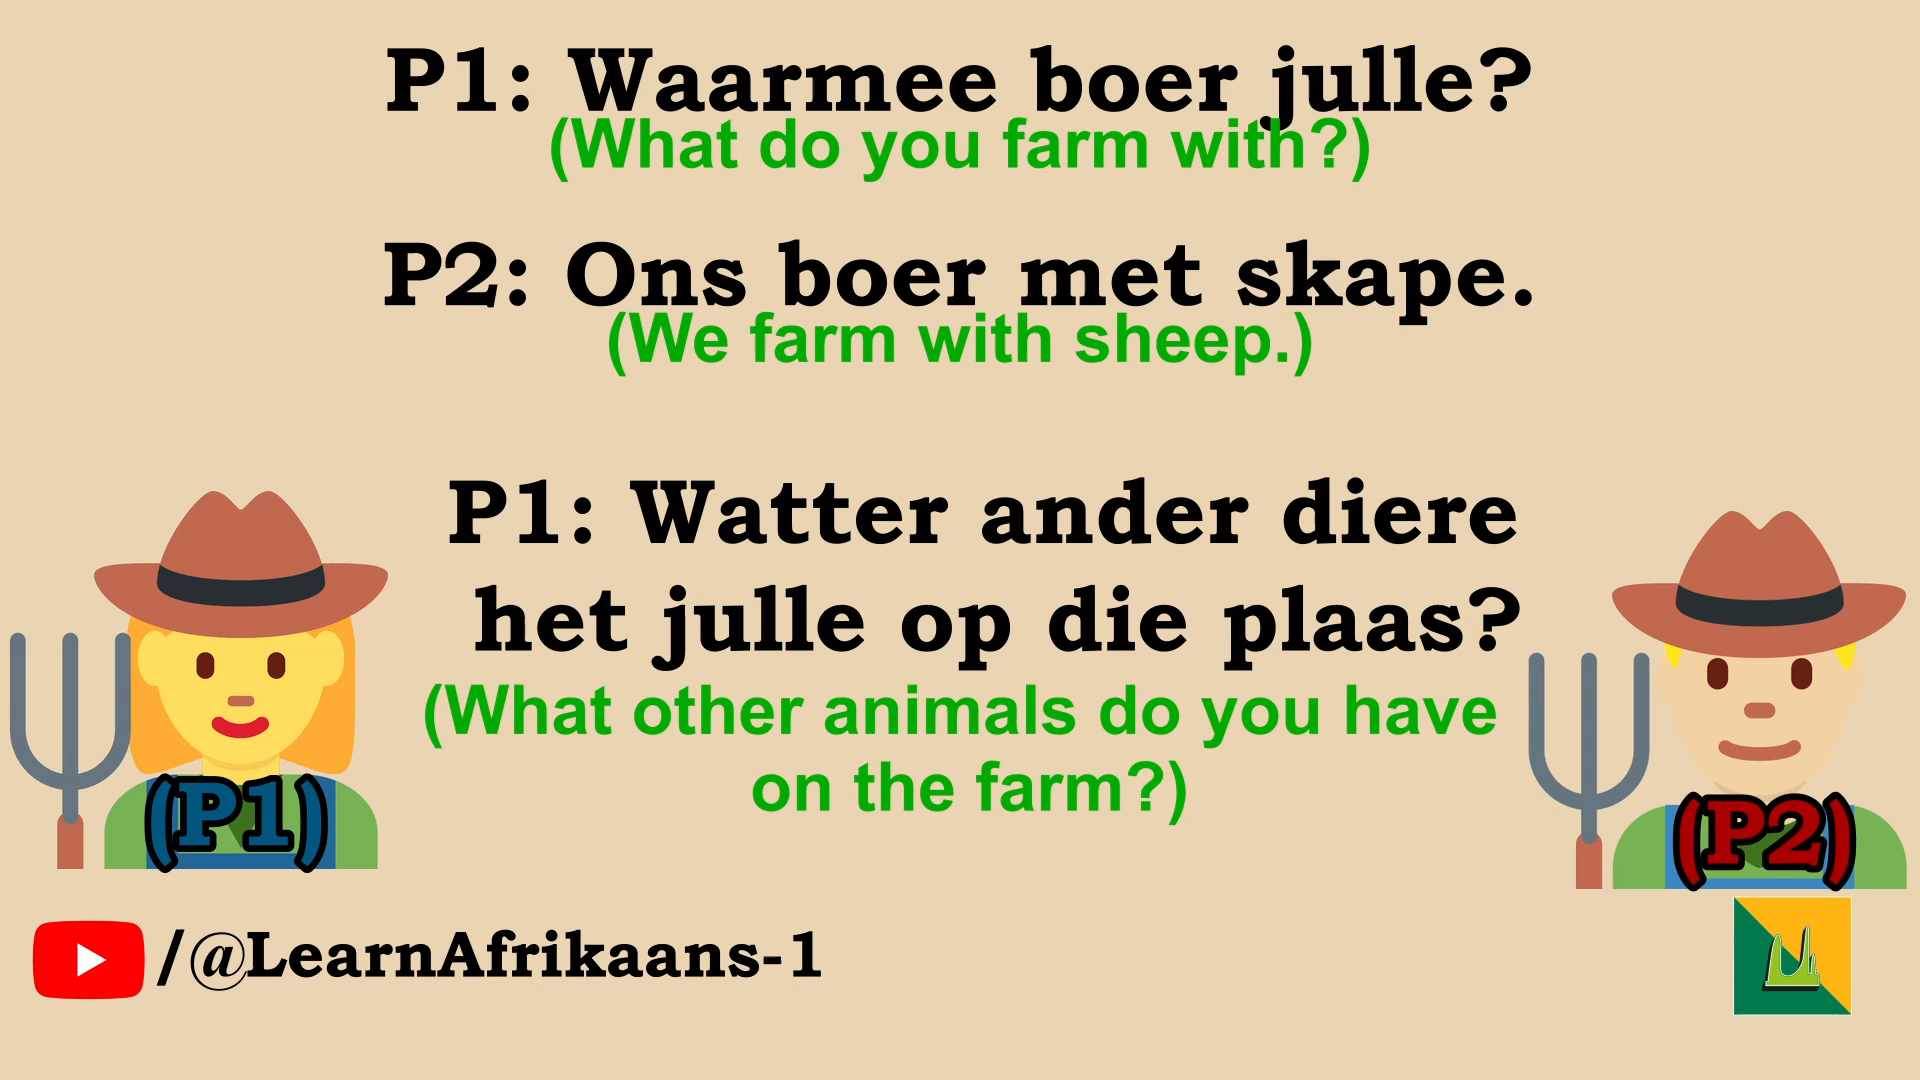 P1: Waarmee boer julle?
(What do you farm with?)
P2: Ons boer met skape.
(We farm with sheep.)
P1: Watter ander diere
het julle op die plaas?
(What other animals do you have
on the farm?)
(P1)
(P2)
/@LearnAfrikaans-1